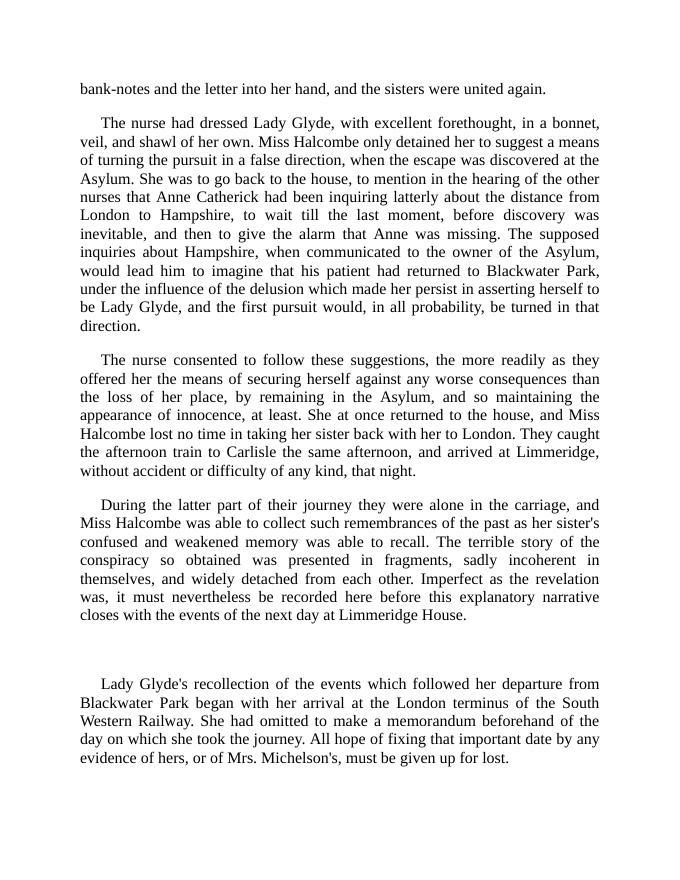 bank-notes and the letter into her hand, and the sisters were united again.
The nurse had dressed Lady Glyde, with excellent forethought, in a bonnet,
veil, and shawl of her own. Miss Halcombe only detained her to suggest a means
of turning the pursuit in a false direction, when the escape was discovered at the
Asylum. She was to go back to the house, to mention in the hearing of the other
nurses that Anne Catherick had been inquiring latterly about the distance from
London to Hampshire, to wait till the last moment, before discovery was
inevitable, and then to give the alarm that Anne was missing. The supposed
inquiries about Hampshire, when communicated to the owner of the Asylum,
would lead him to imagine that his patient had returned to Blackwater Park,
under the influence of the delusion which made her persist in asserting herself to
be Lady Glyde, and the first pursuit would, in all probability, be turned in that
direction.
The nurse consented to follow these suggestions, the more readily as they
offered her the means of securing herself against any worse consequences than
the loss of her place, by remaining in the Asylum, and so maintaining the
appearance of innocence, at least. She at once returned to the house, and Miss
Halcombe lost no time in taking her sister back with her to London. They caught
the afternoon train to Carlisle the same afternoon, and arrived at Limmeridge,
without accident or difficulty of any kind, that night.
During the latter part of their journey they were alone in the carriage, and
Miss Halcombe was able to collect such remembrances of the past as her sister's
confused and weakened memory was able to recall. The terrible story of the
conspiracy so obtained was presented in fragments, sadly incoherent in
themselves, and widely detached from each other. Imperfect as the revelation
was, it must nevertheless be recorded here before this explanatory narrative
closes with the events of the next day at Limmeridge House.
Lady Glyde's recollection of the events which followed her departure from
Blackwater Park began with her arrival at the London terminus of the South
Western Railway. She had omitted to make a memorandum beforehand of the
day on which she took the journey. All hope of fixing that important date by any
evidence of hers, or of Mrs. Michelson's, must be given up for lost.